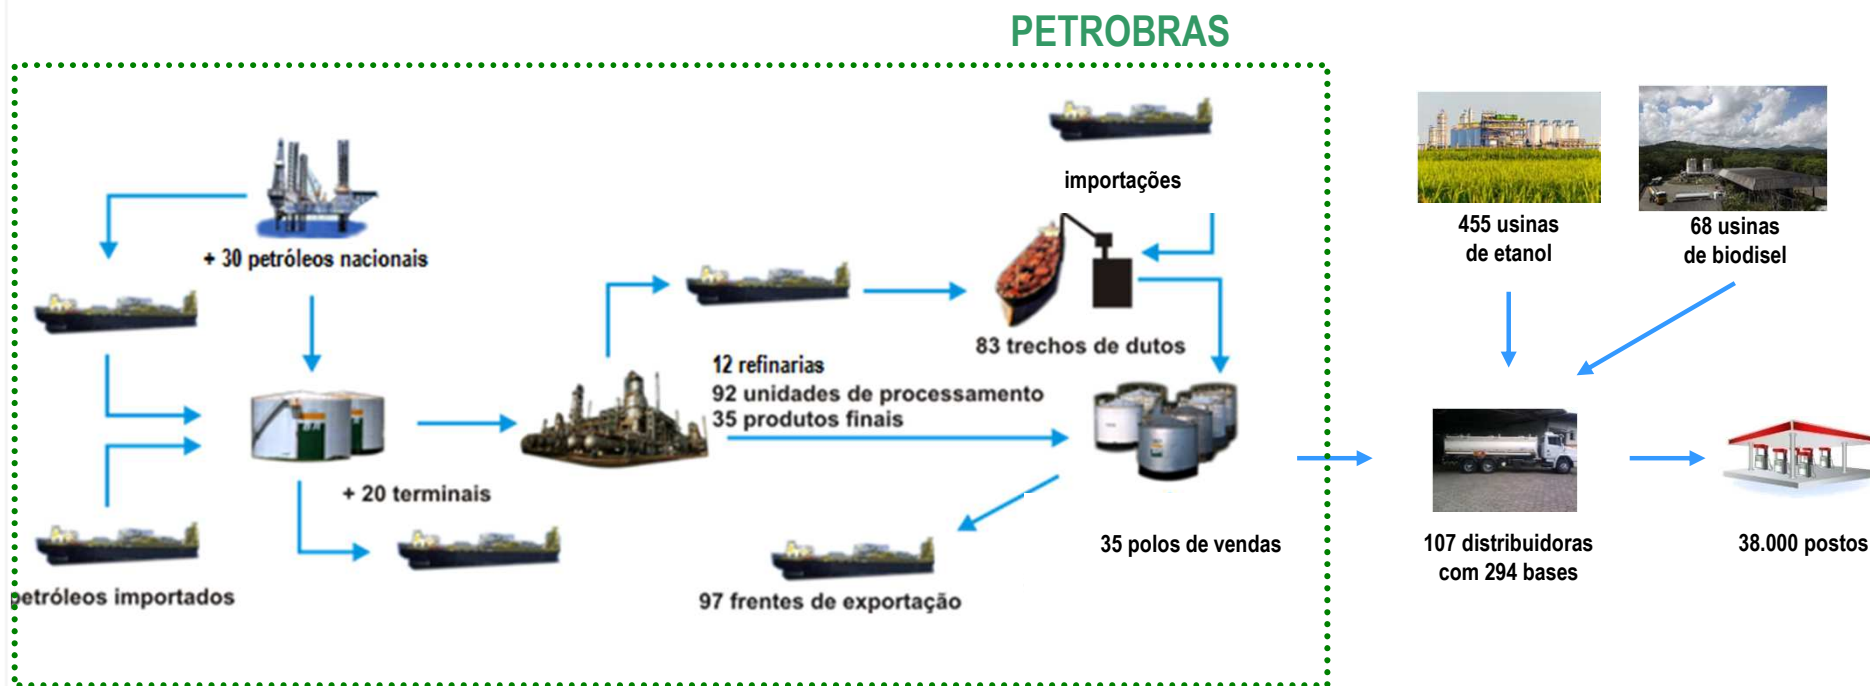 PETROBRAS
importações
+ 30 petróleos nacionais
455 usinas
de etanol
68 usinas
de biodisel
83 trechos de dutos
12 refinarias
92 unidades de processamento
35 produtos finais
+ 20 terminais
petróleos importados
97 frentes de exportação
35 polos de vendas
107 distribuidoras
com 294 bases
38.000 postos